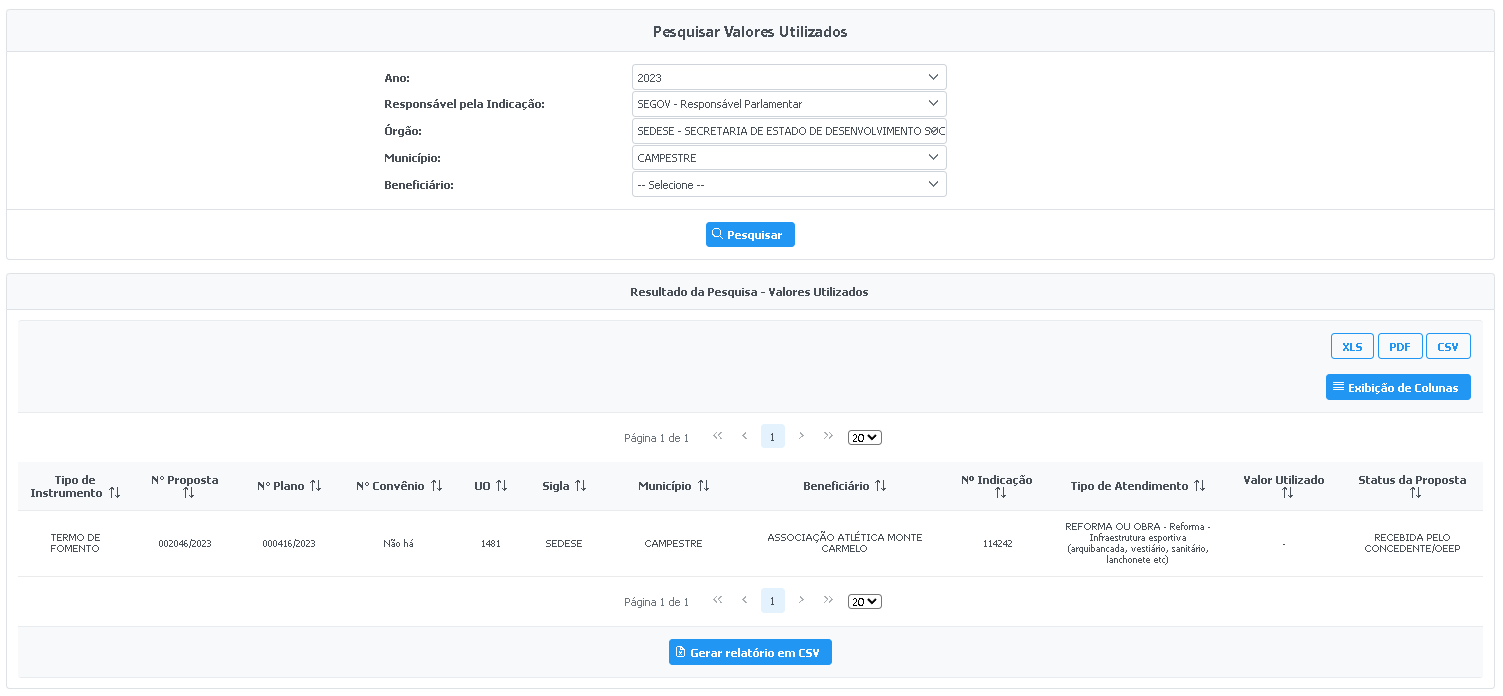 Pesquisar Valores Utilizados
Ano:
2023
Responsável pela Indicação:
SEGOV - Responsável Parlamentar
Órgão:
SEDESE - SECRETARIA DE ESTADO DE DESENVOLVIMENTO SOC
Município:
CAMPESTRE
Beneficiário:
-- Selecione --
Pesquisar
Resultado da Pesquisa - Valores Utilizados
XLS PDF CSV
Exibição de Colunas
Página 1 de 1 1 20
Tipo de Instrumento N° Proposta N° Plano N° Convênio UO Sigla Município Beneficiário Nº Indicação Tipo de Atendimento Valor Utilizado Status da Proposta
TERMO DE FOMENTO 002046/2023 000416/2023 Não há 1481 SEDESE CAMPESTRE ASSOCIAÇÃO ATLÉTICA MONTE CARMELO 114242 REFORMA OU OBRA - Reforma - Infraestrutura esportiva (arquibancada, vestiário, sanitário, lanchonete etc) - RECEBIDA PELO CONCEDENTE/OEEP
Página 1 de 1 1 20
Gerar relatório em CSV